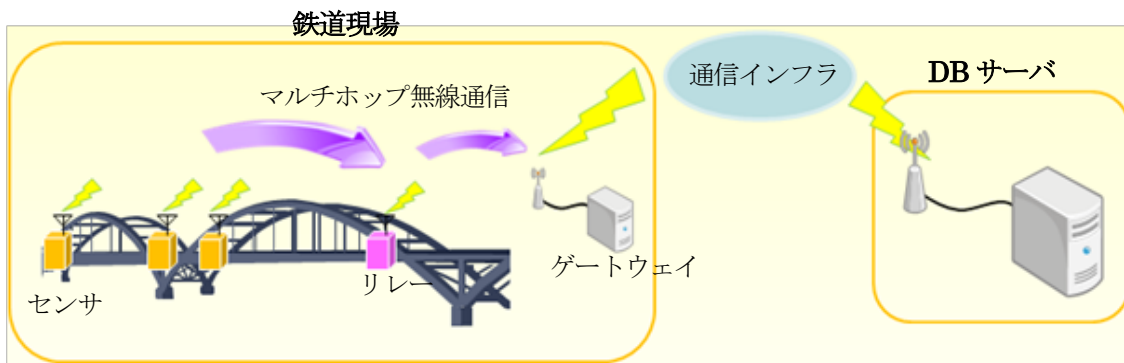 鉄道現場
通信インフラ
DB サーバ
マルチホップ無線通信
ゲートウェイ
リレー
センサ